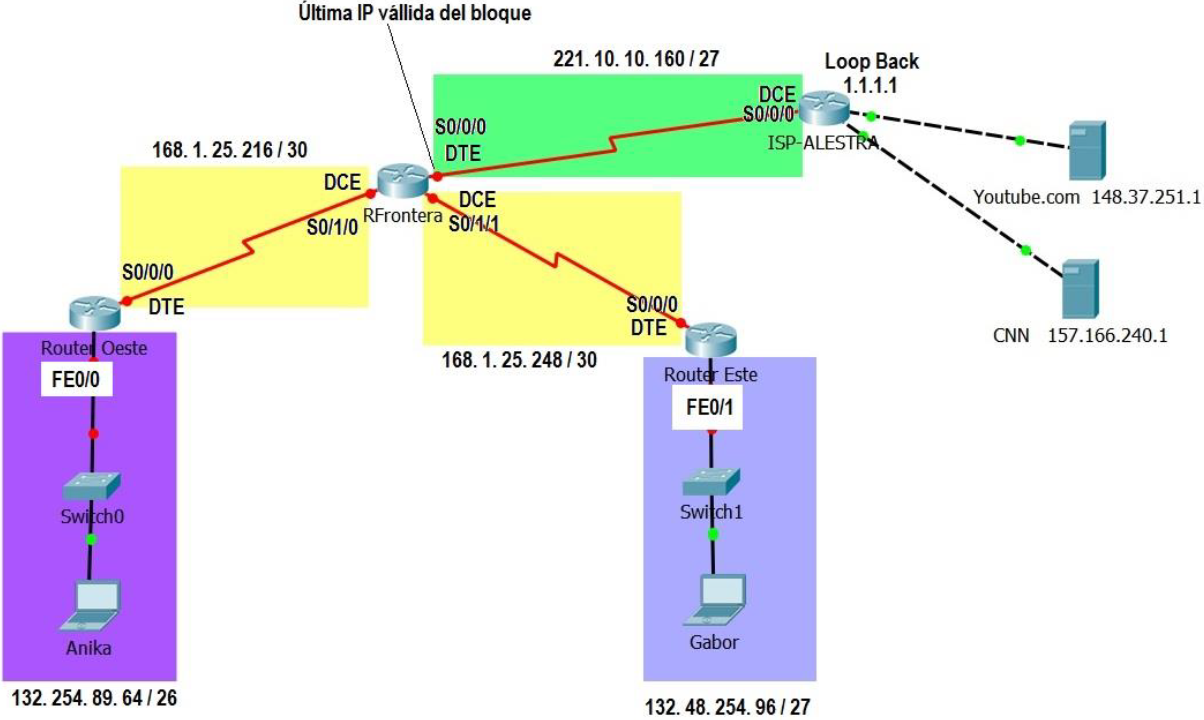 Última IP vállida del bloque
221. 10. 10. 160 / 27
Loop Back
1.1.1.1
DCE
S0/0/0
ISP-ALESTRA
S0/0/0
DTE
168. 1. 25. 216 / 30
DCE
RFrontera
S0/1/0
DCE
S0/1/1
Youtube.com 148.37.251.1
S0/0/0
DTE
Router Oeste
FE0/0
S0/0/0
DTE
168. 1. 25. 248 / 30
Router Este
FE0/1
CNN 157.166.240.1
Switch0
Switch1
Anika
Gabor
132. 254. 89. 64 / 26
132. 48. 254. 96 / 27